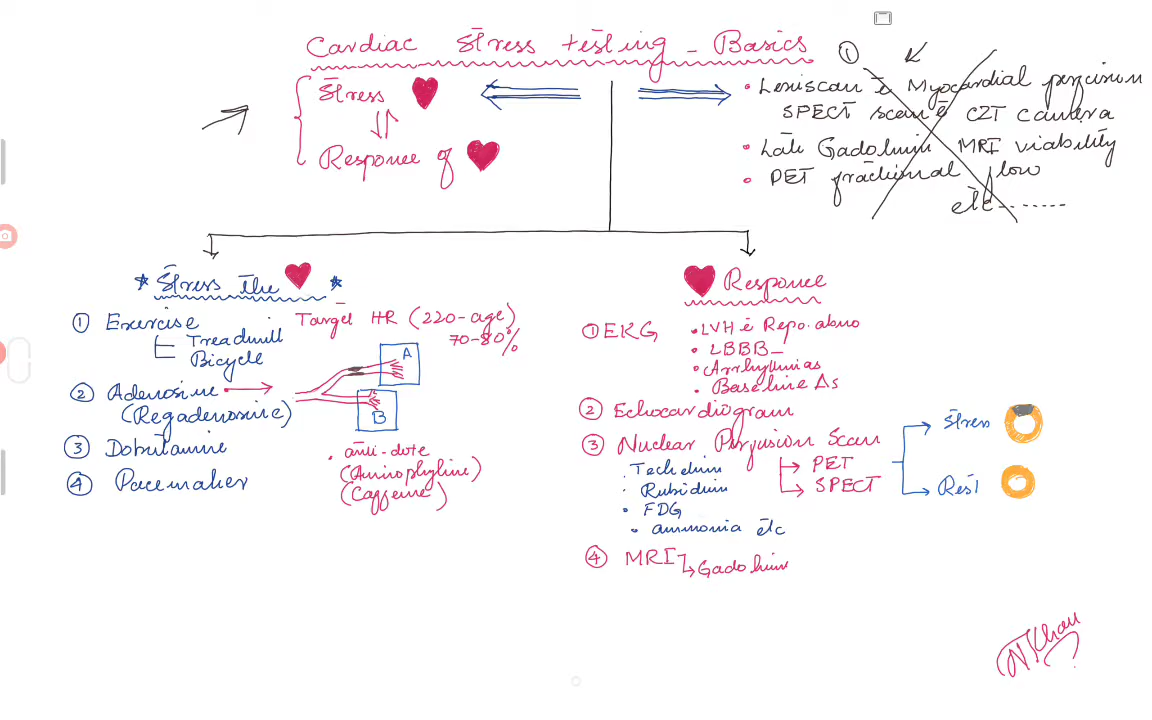 Cardiac Stress testing - Basics
Stress
Response of
①
• Lexiscan c̄ Myocardial perfusion
SPECT scan c̄ CZT camera
• Late Gadolinium MRI viability
• PET fractional flow
etc.......
* Stress the *
① Exercise
Treadmill
Bicycle
Target HR (220-age)
70-80%
② Adenosine
(Regadenosine)
A
B
③ Dobutamine
④ Pacemaker
• anti-dote
(Aminophyline)
(Caffeine)
Response
① EKG
• LVH c̄ Repo. abno
• LBBB
• Arrhythmias
• Baseline Δs
② Echocardiogram
③ Nuclear Perfusion Scan
PET
SPECT
Stress
Rest
• Technetium
• Rubidium
• FDG
• ammonia etc
④ MRI
Gadolinium
N Khan